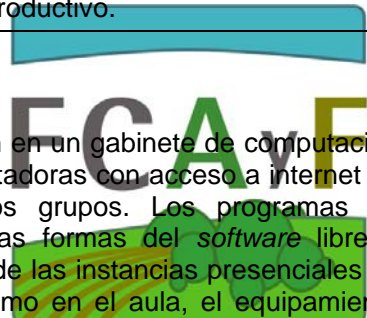 roductivo.
FCAyF
n en un gabinete de computaci
tadoras con acceso a internet
os grupos. Los programas
as formas del software libre
de las instancias presenciales
mo en el aula, el equipamien